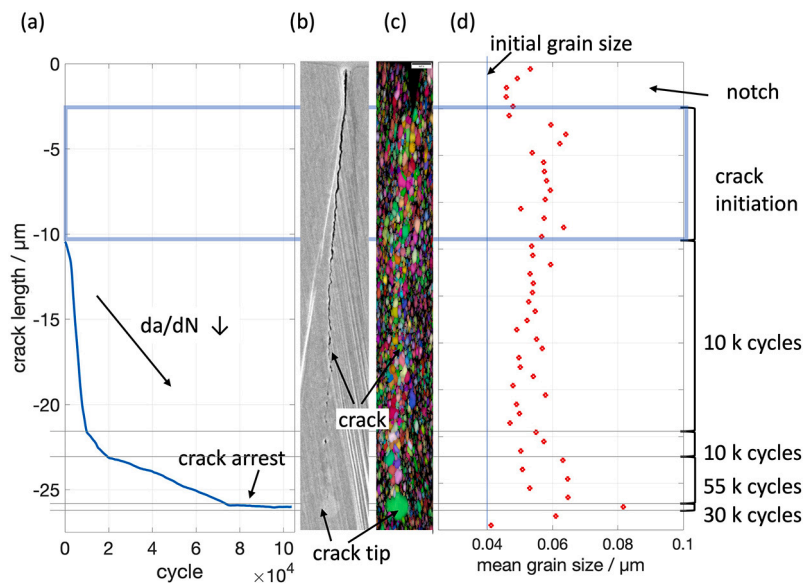 (a)
(b)
(c)
(d)
initial grain size
notch
crack
initiation
10 k cycles
10 k cycles
55 k cycles
30 k cycles
da/dN ↓
crack
crack arrest
crack tip
crack length / μm
0
-5
-10
-15
-20
-25
0
2
4
6
8
10
cycle
×10⁴
0.04
0.06
0.08
0.1
mean grain size / μm